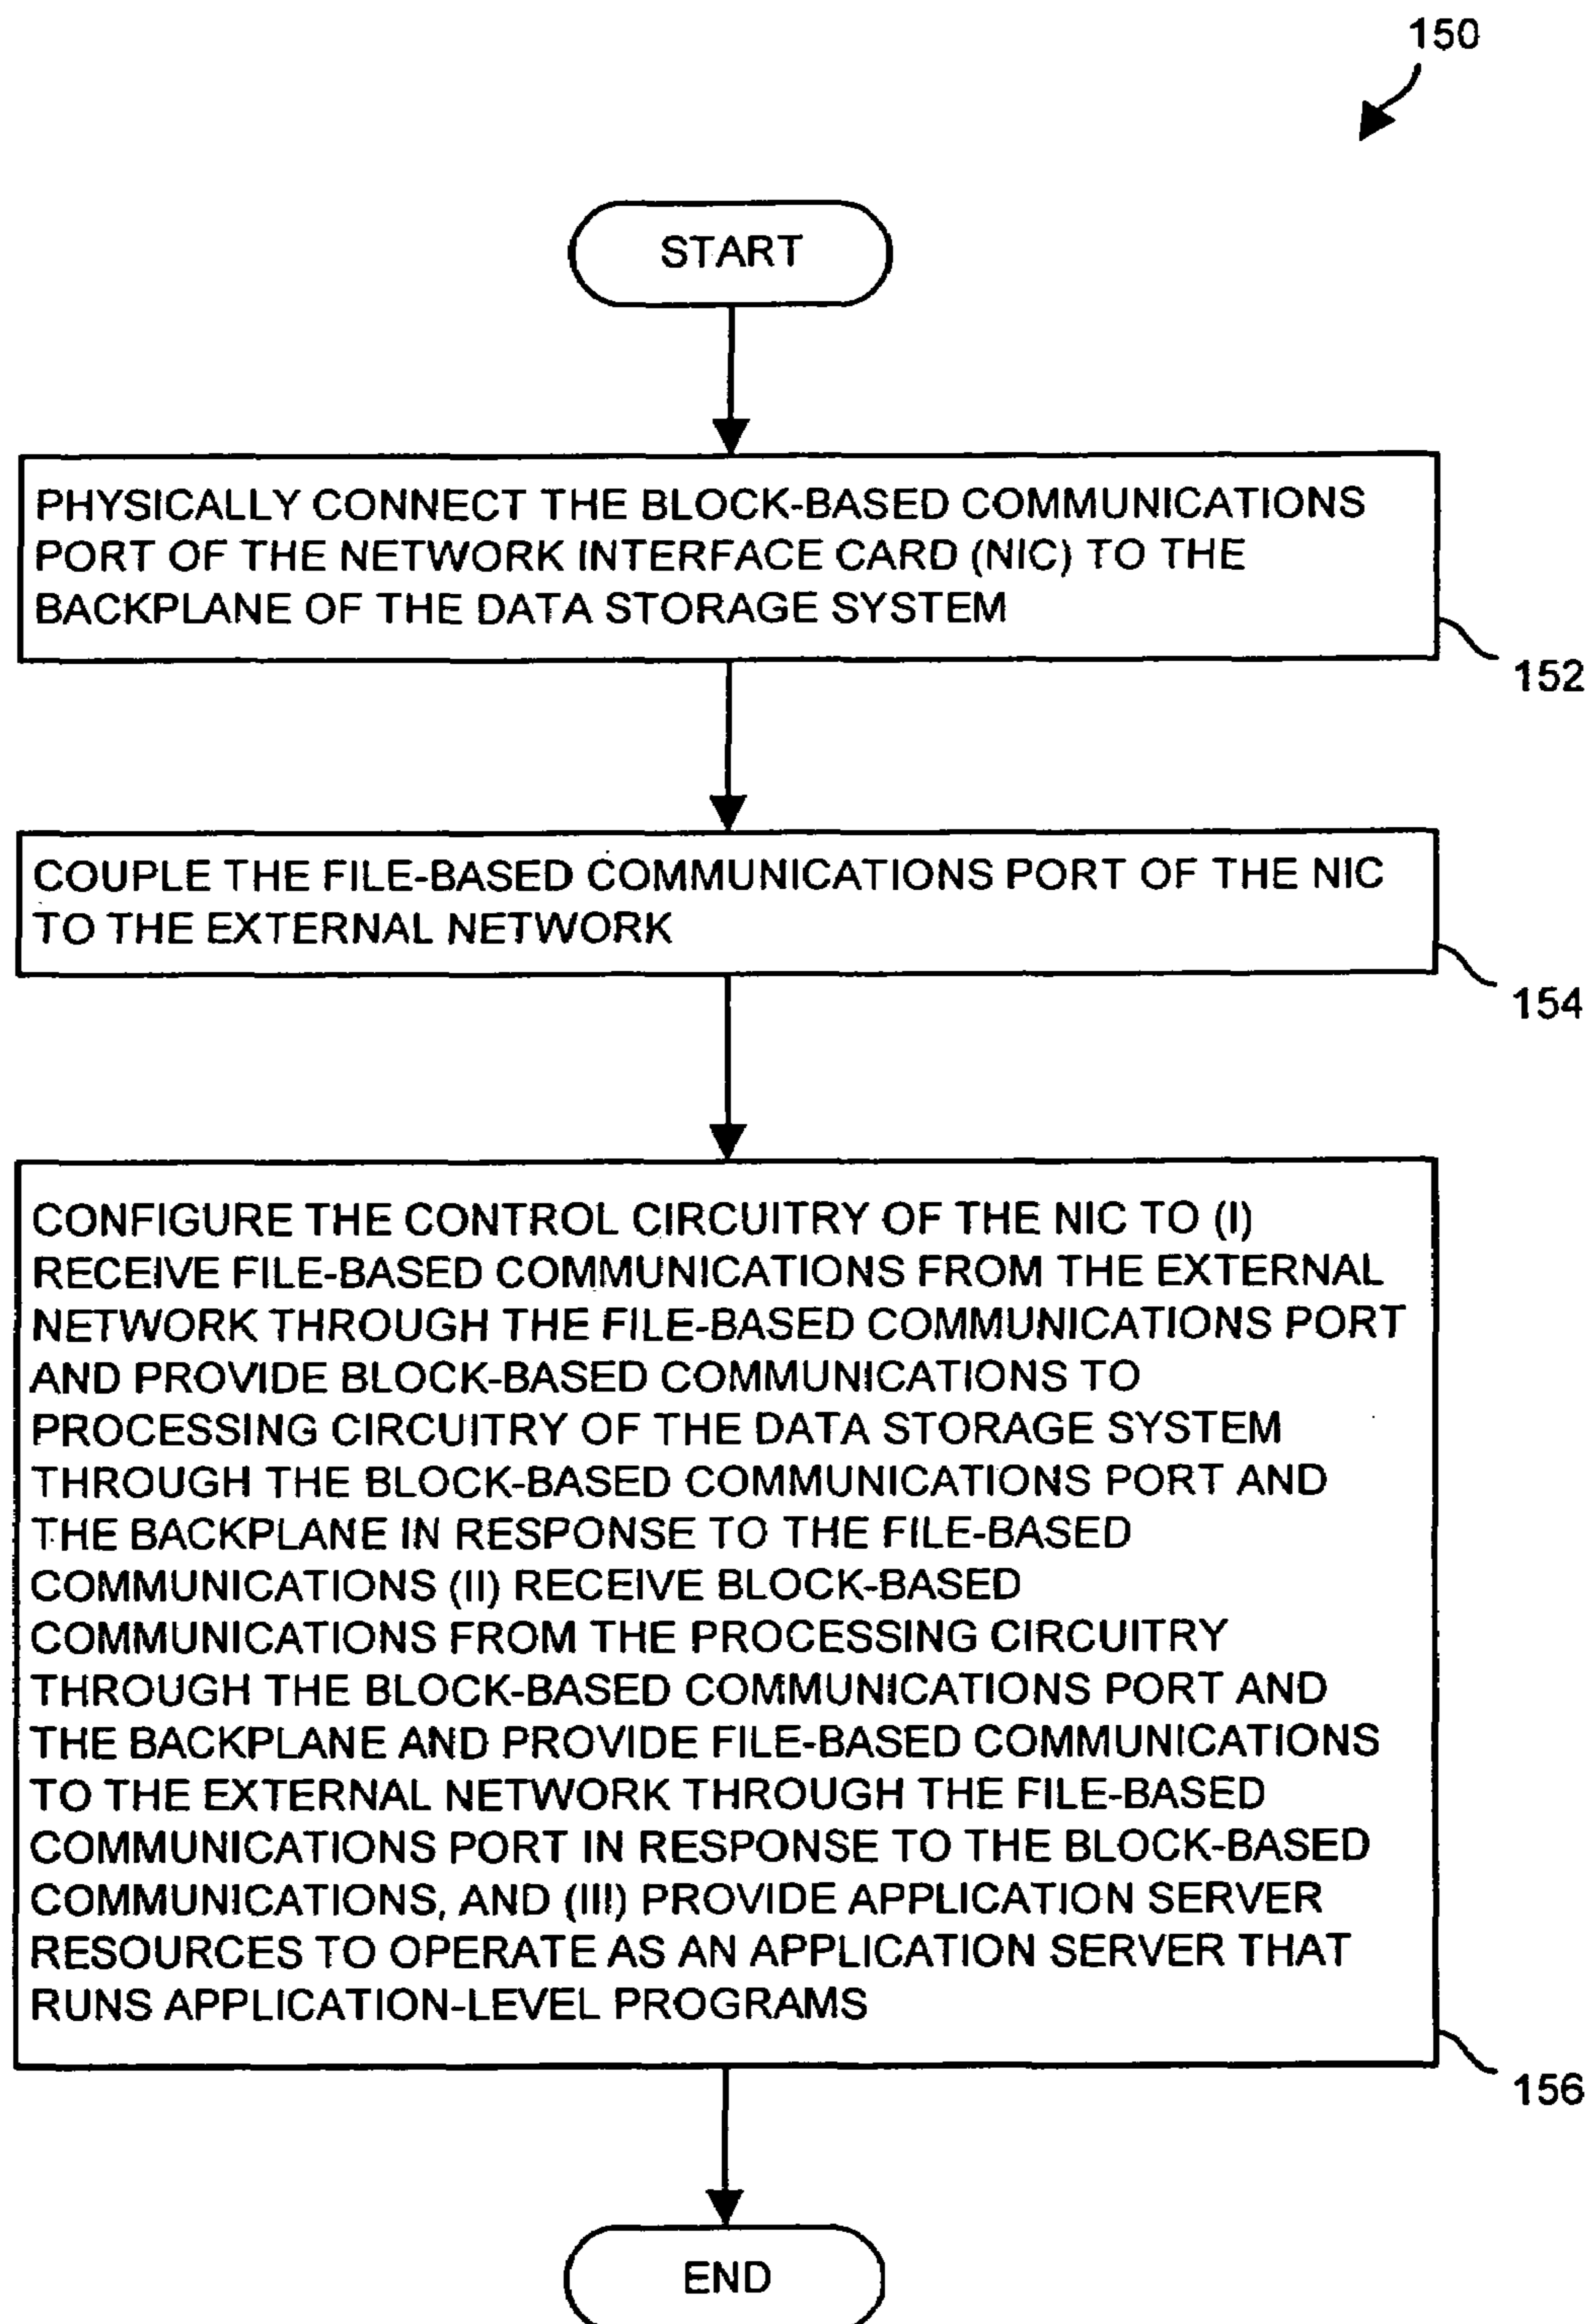 150
START
PHYSICALLY CONNECT THE BLOCK-BASED COMMUNICATIONS
PORT OF THE NETWORK INTERFACE CARD (NIC) TO THE
BACKPLANE OF THE DATA STORAGE SYSTEM
152
COUPLE THE FILE-BASED COMMUNICATIONS PORT OF THE NIC
TO THE EXTERNAL NETWORK
154
CONFIGURE THE CONTROL CIRCUITRY OF THE NIC TO (I)
RECEIVE FILE-BASED COMMUNICATIONS FROM THE EXTERNAL
NETWORK THROUGH THE FILE-BASED COMMUNICATIONS PORT
AND PROVIDE BLOCK-BASED COMMUNICATIONS TO
PROCESSING CIRCUITRY OF THE DATA STORAGE SYSTEM
THROUGH THE BLOCK-BASED COMMUNICATIONS PORT AND
THE BACKPLANE IN RESPONSE TO THE FILE-BASED
COMMUNICATIONS (II) RECEIVE BLOCK-BASED
COMMUNICATIONS FROM THE PROCESSING CIRCUITRY
THROUGH THE BLOCK-BASED COMMUNICATIONS PORT AND
THE BACKPLANE AND PROVIDE FILE-BASED COMMUNICATIONS
TO THE EXTERNAL NETWORK THROUGH THE FILE-BASED
COMMUNICATIONS PORT IN RESPONSE TO THE BLOCK-BASED
COMMUNICATIONS, AND (III) PROVIDE APPLICATION SERVER
RESOURCES TO OPERATE AS AN APPLICATION SERVER THAT
RUNS APPLICATION-LEVEL PROGRAMS
156
END